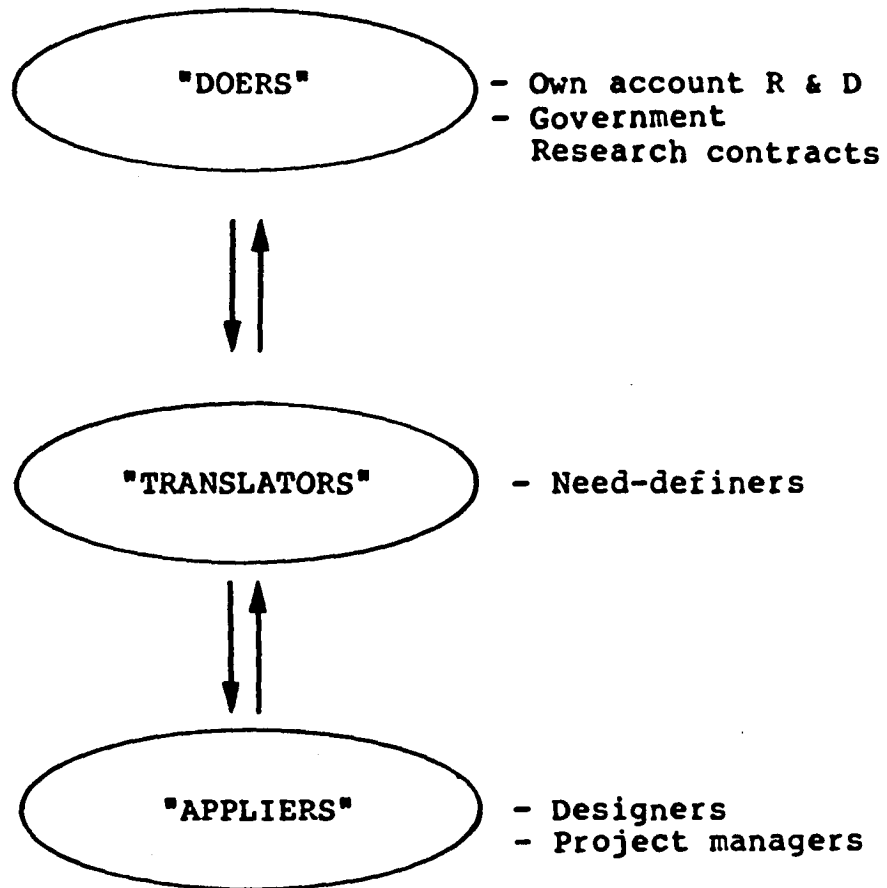 "DOERS"
- Own account R & D
- Government
Research contracts
"TRANSLATORS"
- Need-definers
"APPLIERS"
- Designers
- Project managers